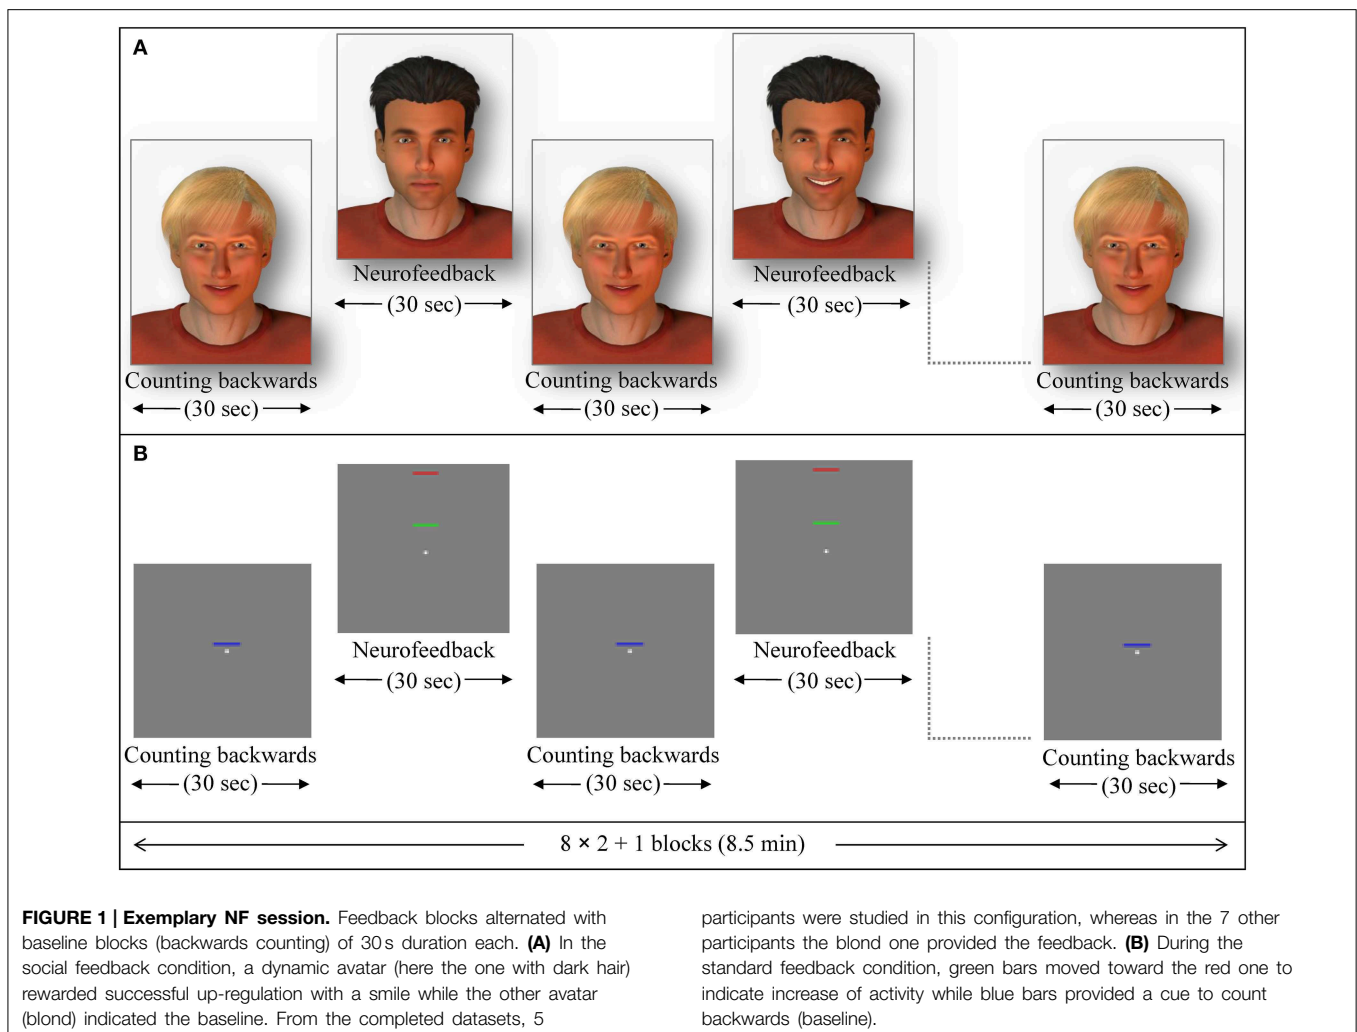 A
Neurofeedback
(30 sec)
Neurofeedback
(30 sec)
Counting backwards
(30 sec)
Counting backwards
(30 sec)
Counting backwards
(30 sec)
B
Neurofeedback
(30 sec)
Neurofeedback
(30 sec)
Counting backwards
(30 sec)
Counting backwards
(30 sec)
Counting backwards
(30 sec)
8 × 2 + 1 blocks (8.5 min)
FIGURE 1 | Exemplary NF session. Feedback blocks alternated with
baseline blocks (backwards counting) of 30 s duration each. (A) In the
social feedback condition, a dynamic avatar (here the one with dark hair)
rewarded successful up-regulation with a smile while the other avatar
(blond) indicated the baseline. From the completed datasets, 5
participants were studied in this configuration, whereas in the 7 other
participants the blond one provided the feedback. (B) During the
standard feedback condition, green bars moved toward the red one to
indicate increase of activity while blue bars provided a cue to count
backwards (baseline).